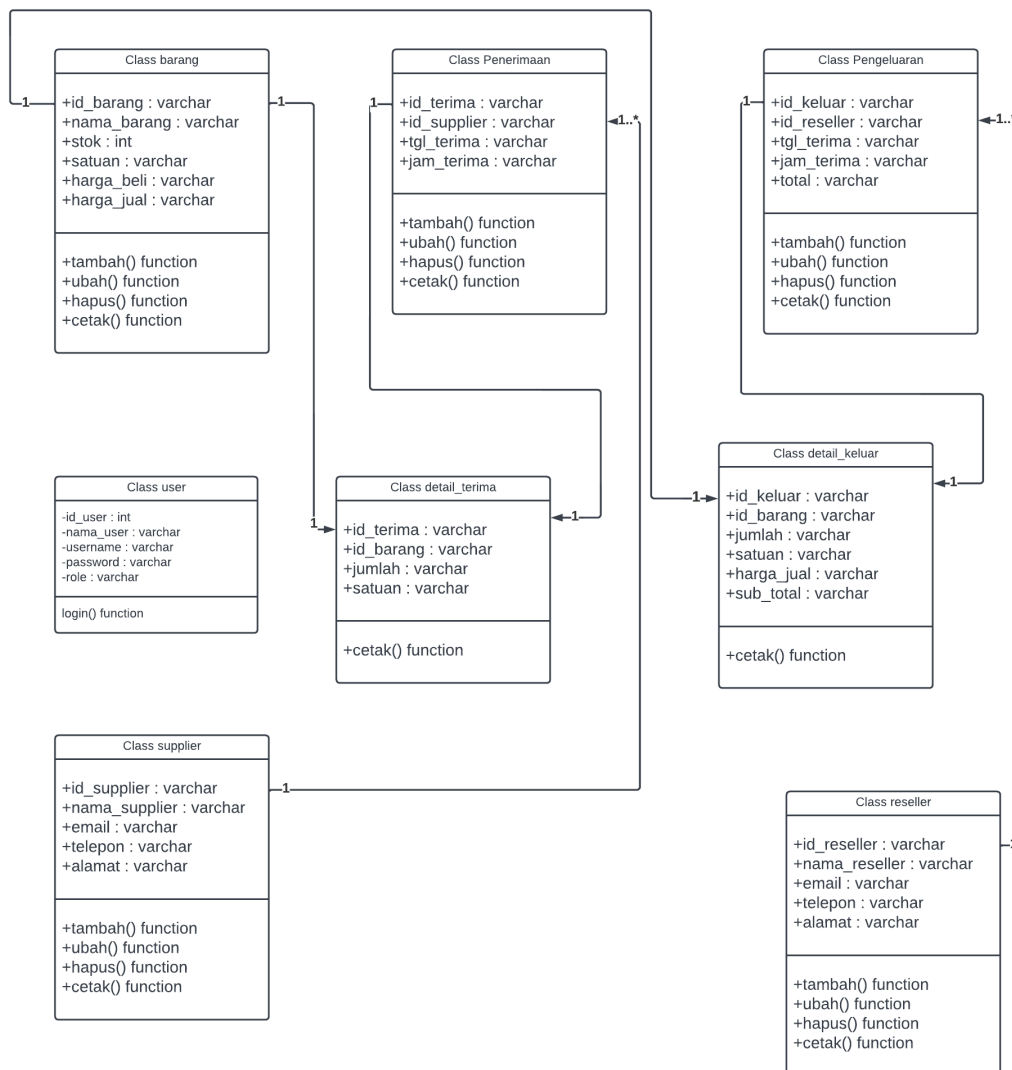 Class barang
+id_barang : varchar
+nama_barang : varchar
+stok : int
+satuan : varchar
+harga_beli : varchar
+harga_jual : varchar
+tambah() function
+ubah() function
+hapus() function
+cetak() function
1
1
Class Penerimaan
+id_terima : varchar
+id_supplier : varchar
+tgl_terima : varchar
+jam_terima : varchar
+tambah() function
+ubah() function
+hapus() function
+cetak() function
1
1..*
Class Pengeluaran
+id_keluar : varchar
+id_reseller : varchar
+tgl_terima : varchar
+jam_terima : varchar
+total : varchar
+tambah() function
+ubah() function
+hapus() function
+cetak() function
1
1..*
Class user
-id_user : int
-nama_user : varchar
-username : varchar
-password : varchar
-role : varchar
login() function
Class detail_terima
+id_terima : varchar
+id_barang : varchar
+jumlah : varchar
+satuan : varchar
+cetak() function
1
1
Class detail_keluar
+id_keluar : varchar
+id_barang : varchar
+jumlah : varchar
+satuan : varchar
+harga_jual : varchar
+sub_total : varchar
+cetak() function
1
1
Class supplier
+id_supplier : varchar
+nama_supplier : varchar
+email : varchar
+telepon : varchar
+alamat : varchar
+tambah() function
+ubah() function
+hapus() function
+cetak() function
1
Class reseller
+id_reseller : varchar
+nama_reseller : varchar
+email : varchar
+telepon : varchar
+alamat : varchar
+tambah() function
+ubah() function
+hapus() function
+cetak() function